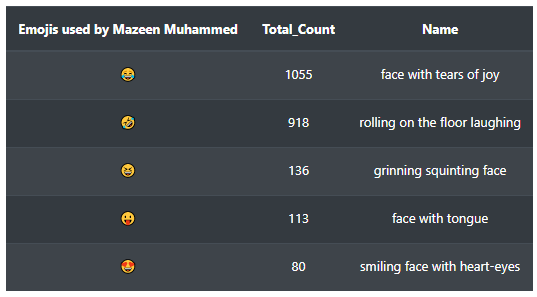 Emojis used by Mazeen Muhammed Total_Count Name
😂 1055 face with tears of joy
🤣 918 rolling on the floor laughing
😆 136 grinning squinting face
😛 113 face with tongue
😍 80 smiling face with heart-eyes